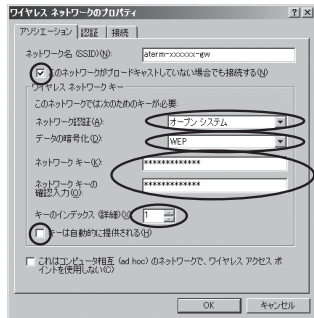 ワイヤレス ネットワークのプロパティ
アソシエーション 認証 接続
ネットワーク名 (SSID)(N): aterm-xxxxxx-gw
このネットワークがブロードキャストしていない場合でも接続する(N)
ワイヤレス ネットワーク キー
このネットワークでは次のためのキーが必要:
ネットワーク認証(A): オープン システム
データの暗号化(D): WEP
ネットワーク キー(K): *************
ネットワーク キーの
確認入力(O): *************
キーのインデックス (詳細)(X): 1
キーは自動的に提供される(H)
これはコンピュータ相互 (ad hoc) のネットワークで、ワイヤレス アクセス ポ
イントを使用しない(C)
OK キャンセル